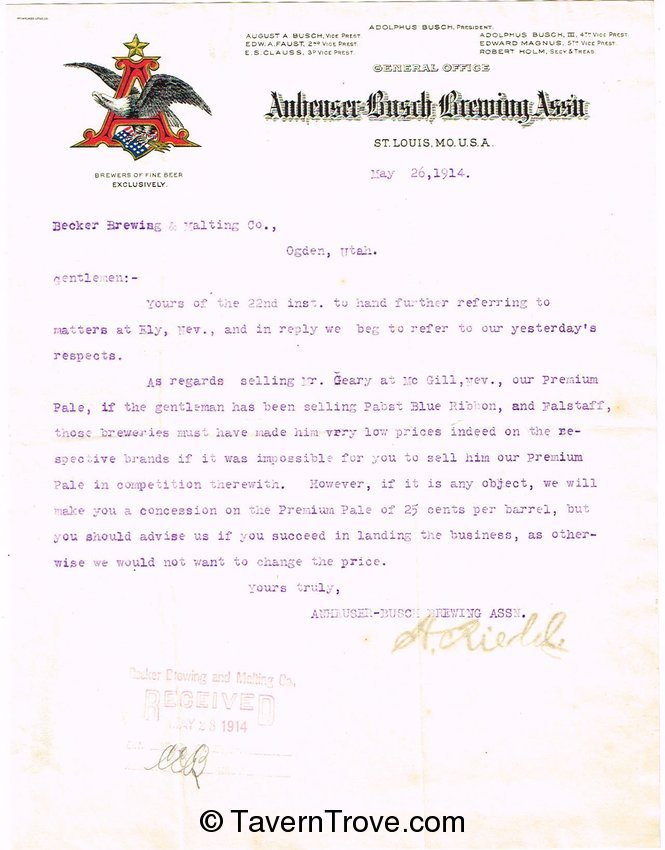 ADOLPHUS BUSCH, PRESIDENT.
AUGUST A. BUSCH, VICE PREST.
EDW. A. FAUST, 2ND VICE PREST.
E. S. CLAUSS, 3D VICE PREST.
ADOLPHUS BUSCH, III, 4TH VICE PREST.
EDWARD MAGNUS, 5TH VICE PREST.
ROBERT HOLM, SECY & TREAS.
GENERAL OFFICE
Anheuser-Busch Brewing Ass'n
ST. LOUIS, MO. U.S.A.
BREWERS OF FINE BEER
EXCLUSIVELY.
May 26,1914.
Becker Brewing & Malting Co.,
Ogden, Utah.
Gentlemen:-
Yours of the 22nd inst. to hand further referring to
matters at Ely, Nev., and in reply we beg to refer to our yesterday's
respects.
As regards selling Mr. Geary at Mc Gill,Nev., our Premium
Pale, if the gentleman has been selling Pabst Blue Ribbon, and Falstaff,
those breweries must have made him very low prices indeed on the re-
spective brands if it was impossible for you to sell him our Premium
Pale in competition therewith. However, if it is any object, we will
make you a concession on the Premium Pale of 25 cents per barrel, but
you should advise us if you succeed in landing the business, as other-
wise we would not want to change the price.
Yours truly,
ANHEUSER-BUSCH BREWING ASSN.
Becker Brewing and Malting Co.
RECEIVED
MAY 28 1914
© TavernTrove.com